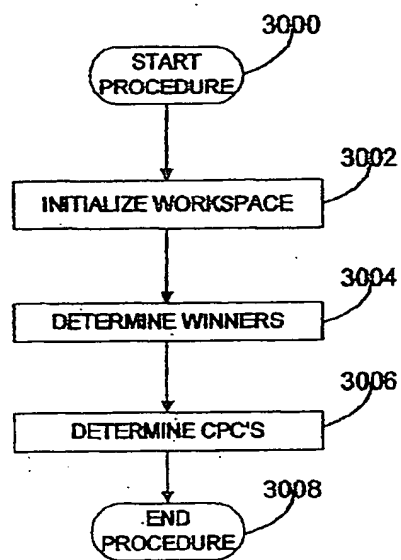 3000
START
PROCEDURE
3002
INITIALIZE WORKSPACE
3004
DETERMINE WINNERS
3006
DETERMINE CPC'S
3008
END
PROCEDURE